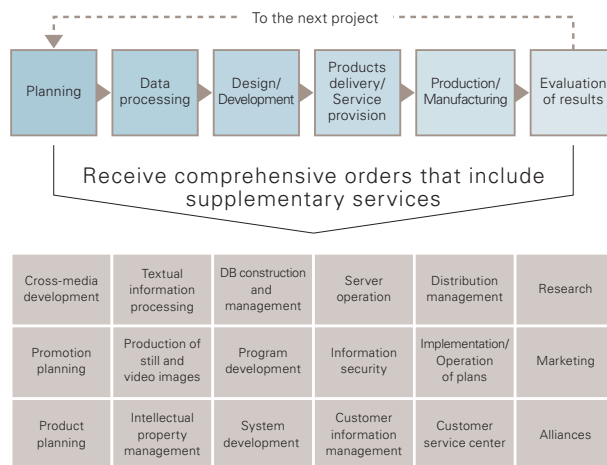 To the next project
Planning
Data
processing
Design/
Development
Products
delivery/
Service
provision
Production/
Manufacturing
Evaluation
of results
Receive comprehensive orders that include
supplementary services
Cross-media
development
Textual
information
processing
DB construction
and
management
Server
operation
Distribution
management
Research
Promotion
planning
Production of
still and
video images
Program
development
Information
security
Implementation/
Operation
of plans
Marketing
Product
planning
Intellectual
property
management
System
development
Customer
information
management
Customer
service center
Alliances